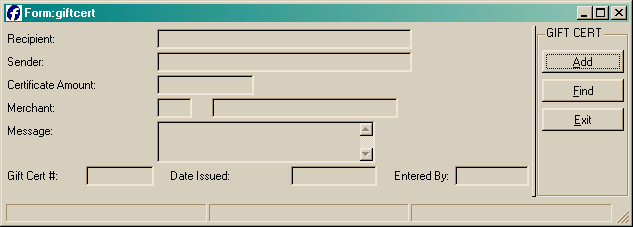 Form:giftcert
GIFT CERT
Recipient:
Sender:
Certificate Amount:
Merchant:
Message:
Gift Cert #: Date Issued: Entered By:
Add
Find
Exit